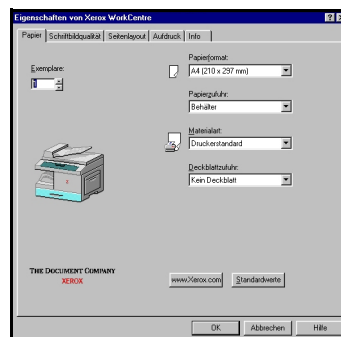 Eigenschaften von Xerox WorkCentre
Papier Schriftbildqualität Seitenlayout Aufdruck Info
Exemplare:
1
Papierformat:
A4 (210 x 297 mm)
Papierzufuhr:
Behälter
Materialart:
Druckerstandard
Deckblattzufuhr:
Kein Deckblatt
THE DOCUMENT COMPANY
XEROX
www.Xerox.com Standardwerte
OK Abbrechen Hilfe